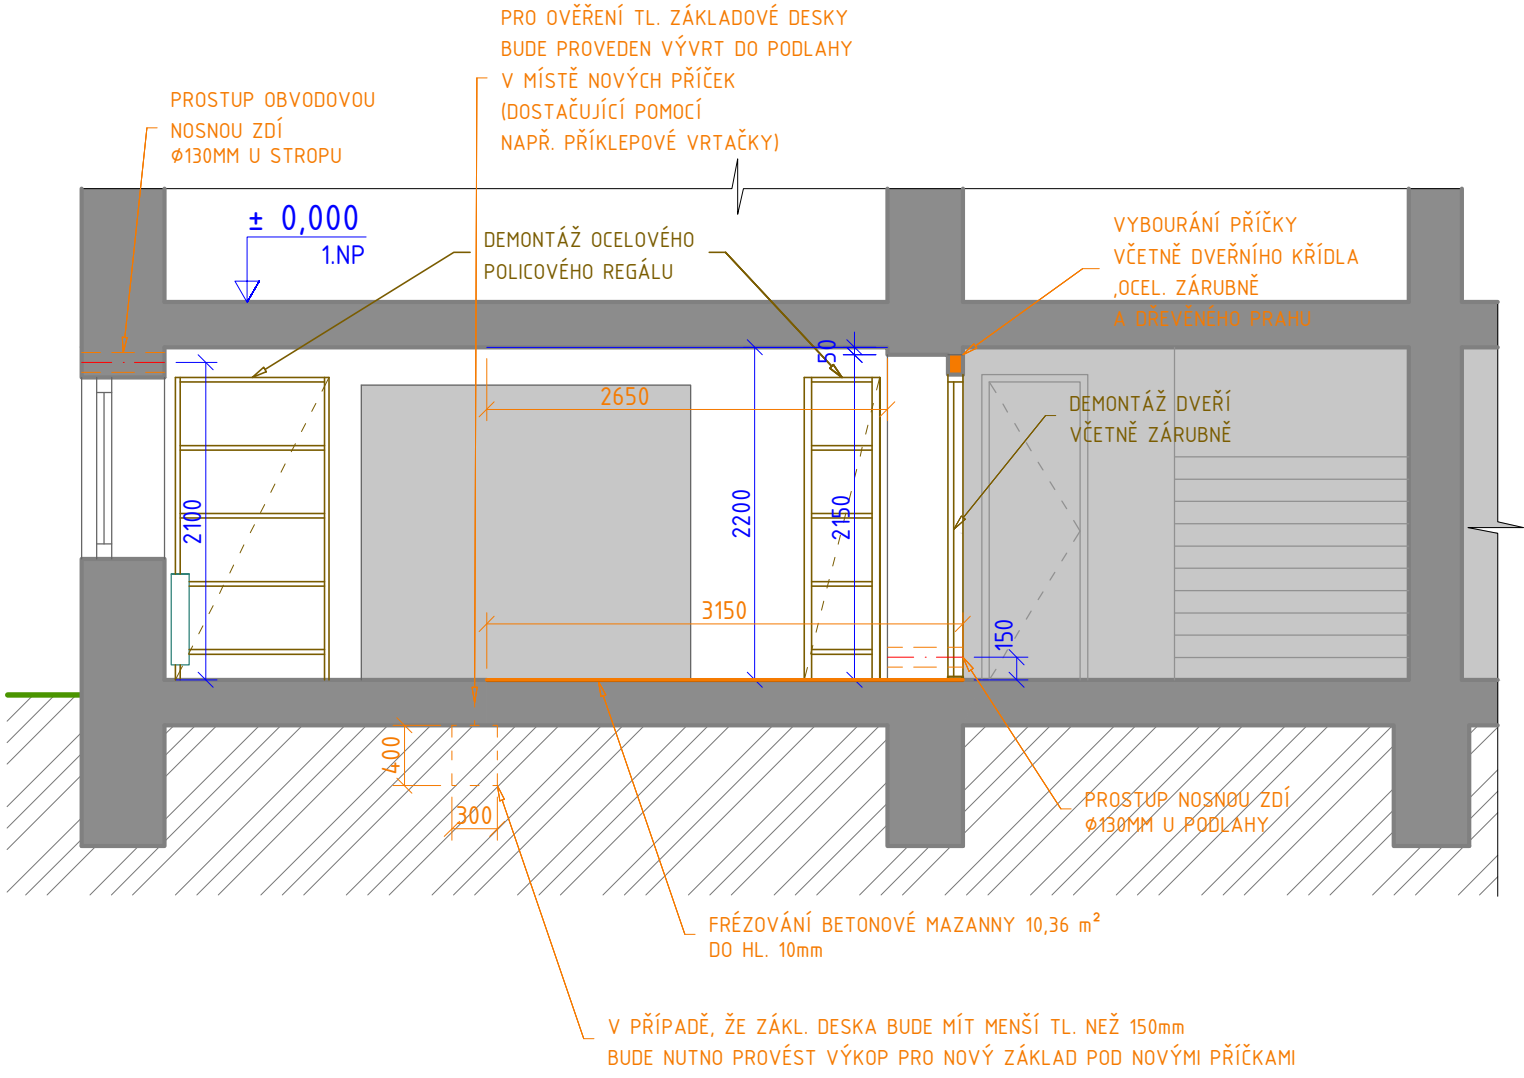 PRO OVĚŘENÍ TL. ZÁKLADOVÉ DESKY
BUDE PROVEDEN VÝVRT DO PODLAHY
V MÍSTĚ NOVÝCH PŘÍČEK
(DOSTAČUJÍCÍ POMOCÍ
NAPŘ. PŘÍKLEPOVÉ VRTAČKY)
PROSTUP OBVODOVOU
NOSNOU ZDÍ
Ø130MM U STROPU
± 0,000
1.NP
DEMONTÁŽ OCELOVÉHO
POLICOVÉHO REGÁLU
VYBOURÁNÍ PŘÍČKY
VČETNĚ DVEŘNÍHO KŘÍDLA
,OCEL. ZÁRUBNĚ
A DŘEVĚNÉHO PRAHU
50
2650
DEMONTÁŽ DVEŘÍ
VČETNĚ ZÁRUBNĚ
2100
2200
2150
3150
150
400
300
PROSTUP NOSNOU ZDÍ
Ø130MM U PODLAHY
FRÉZOVÁNÍ BETONOVÉ MAZANNY 10,36 m²
DO HL. 10mm
V PŘÍPADĚ, ŽE ZÁKL. DESKA BUDE MÍT MENŠÍ TL. NEŽ 150mm
BUDE NUTNO PROVÉST VÝKOP PRO NOVÝ ZÁKLAD POD NOVÝMI PŘÍČKAMI